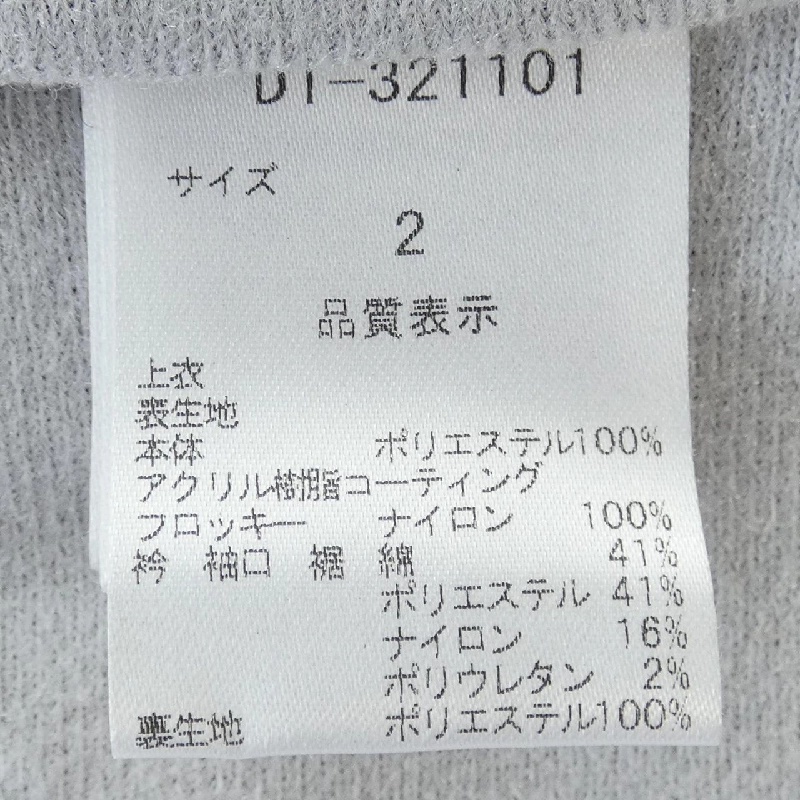 -321101
サイズ
2
品質表示
上衣
表生地
本体 ポリエステル100%
アクリル樹脂コーティング
フロッキー ナイロン 100%
衿 袖口 裾 綿 41%
ポリエステル 41%
ナイロン 16%
ポリウレタン 2%
裏生地 ポリエステル100%